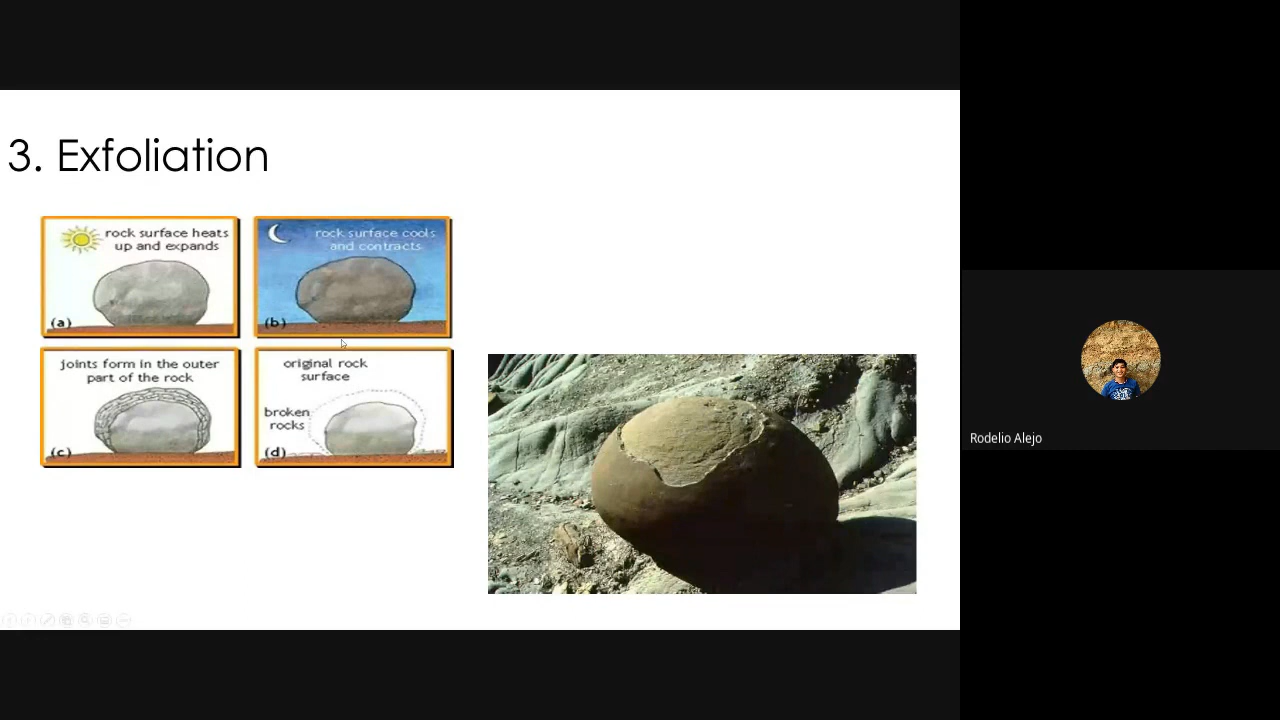 3. Exfoliation
rock surface heats
up and expands
(a)
rock surface cools
and contracts
(b)
joints form in the outer
part of the rock
(c)
original rock
surface
broken
rocks
(d)
Rodelio Alejo